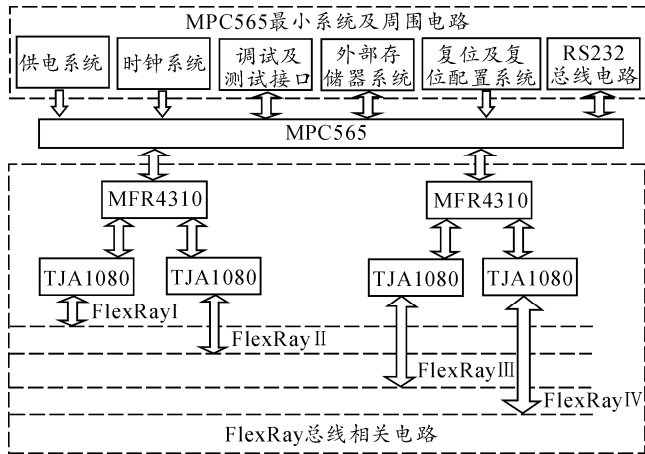 MPC565最小系统及周围电路
供电系统
时钟系统
调试及
测试接口
外部存
储器系统
复位及复
位配置系统
RS232
总线电路
MPC565
MFR4310
MFR4310
TJA1080
TJA1080
TJA1080
TJA1080
FlexRayⅠ
FlexRayⅡ
FlexRayⅢ
FlexRayⅣ
FlexRay总线相关电路